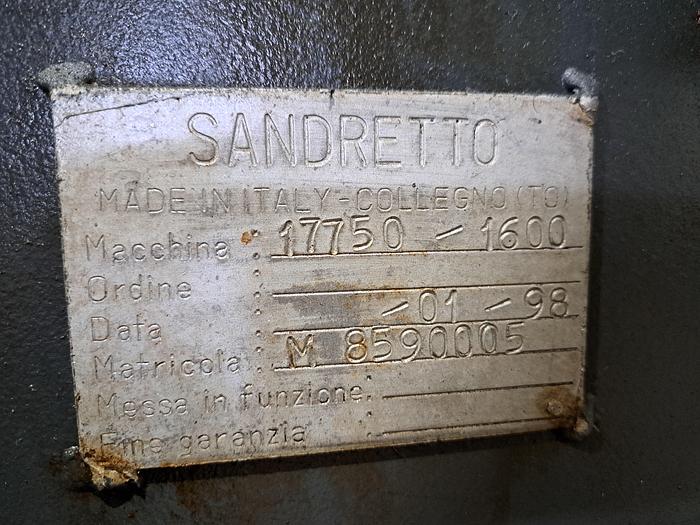 SANDRETTO
MADE IN ITALY - COLLEGNO (TO)
Macchina : 17750 - 1600
Ordine :
Data : - 01 - 98
Matricola : M 8590005
Messa in funzione :
Fine garanzia :